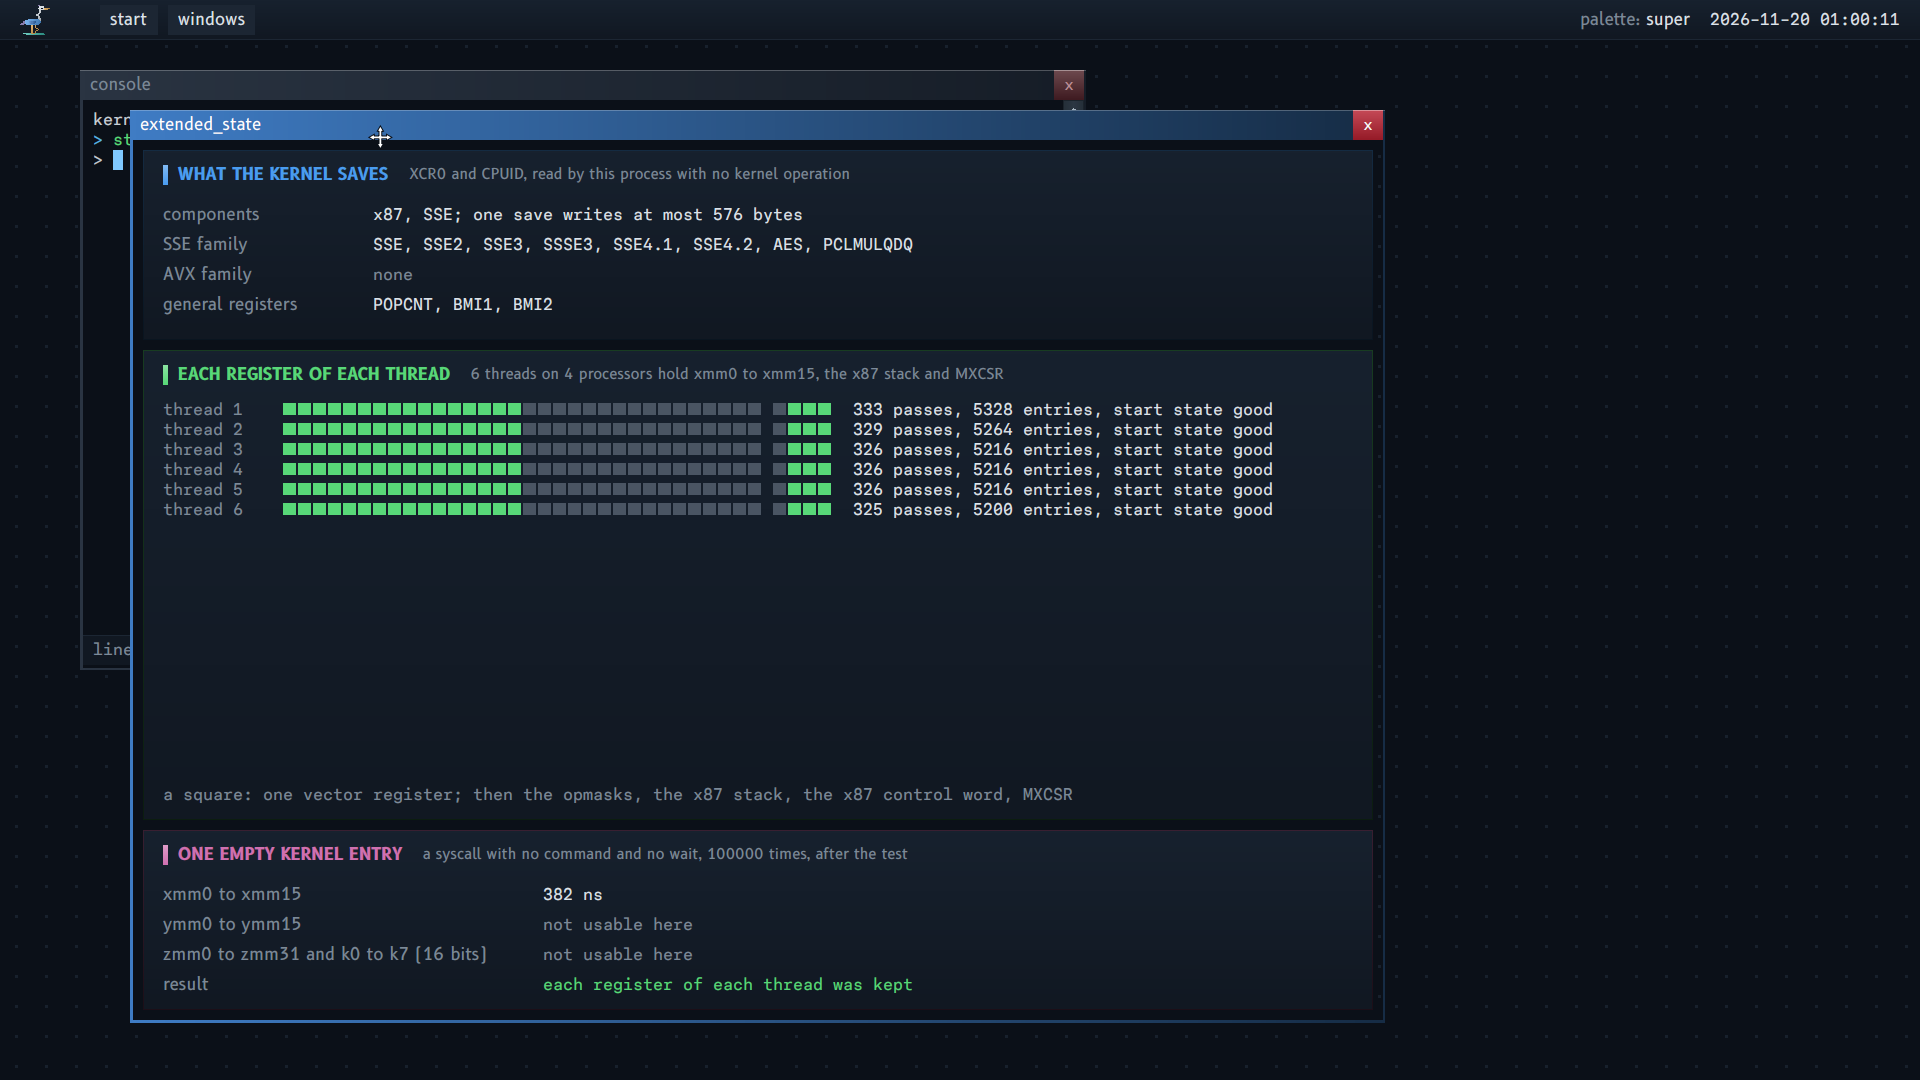 start windows palette: super 2026-11-20 01:00:11
console x
kern
> st
>
line
extended_state x
WHAT THE KERNEL SAVES XCR0 and CPUID, read by this process with no kernel operation
components x87, SSE; one save writes at most 576 bytes
SSE family SSE, SSE2, SSE3, SSSE3, SSE4.1, SSE4.2, AES, PCLMULQDQ
AVX family none
general registers POPCNT, BMI1, BMI2
EACH REGISTER OF EACH THREAD 6 threads on 4 processors hold xmm0 to xmm15, the x87 stack and MXCSR
thread 1 333 passes, 5328 entries, start state good
thread 2 329 passes, 5264 entries, start state good
thread 3 326 passes, 5216 entries, start state good
thread 4 326 passes, 5216 entries, start state good
thread 5 326 passes, 5216 entries, start state good
thread 6 325 passes, 5200 entries, start state good
a square: one vector register; then the opmasks, the x87 stack, the x87 control word, MXCSR
ONE EMPTY KERNEL ENTRY a syscall with no command and no wait, 100000 times, after the test
xmm0 to xmm15 382 ns
ymm0 to ymm15 not usable here
zmm0 to zmm31 and k0 to k7 (16 bits) not usable here
result each register of each thread was kept